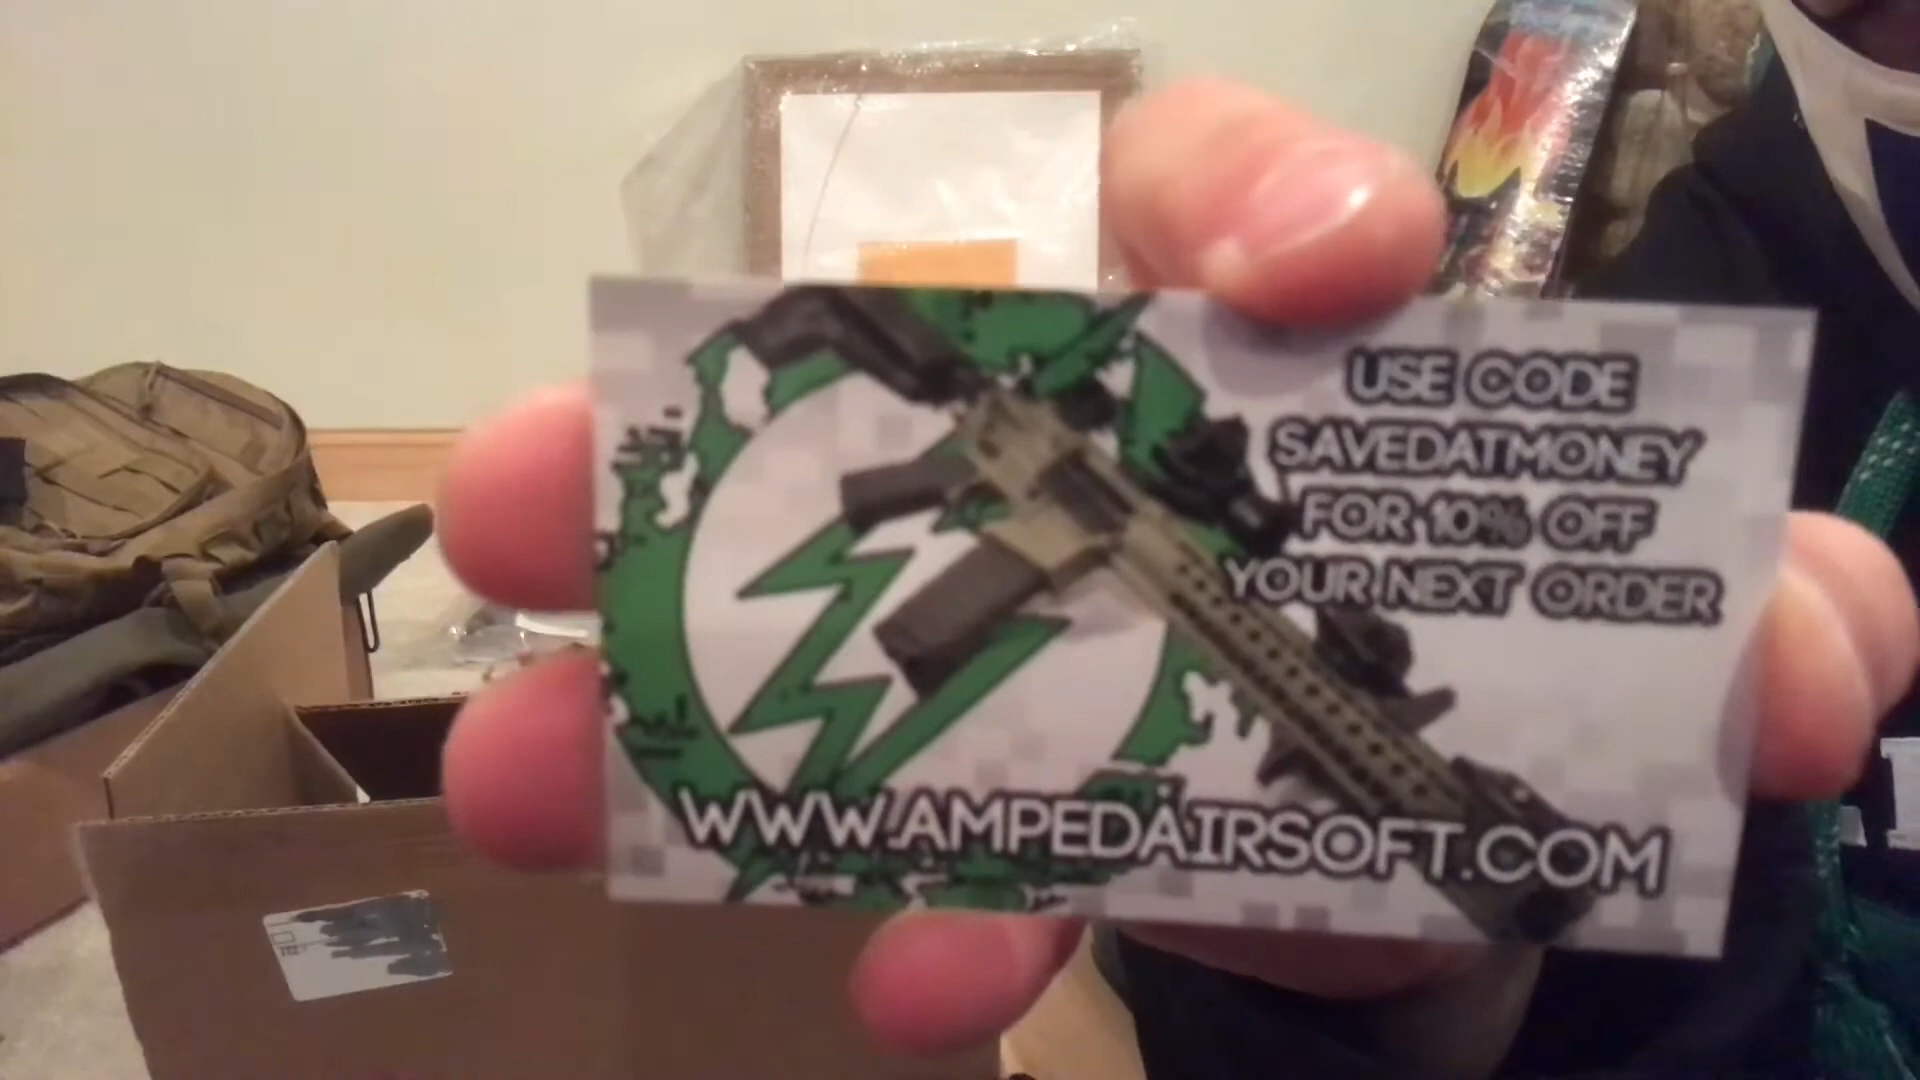 USE CODE
SAVEDATMONEY
FOR 10% OFF
YOUR NEXT ORDER
WWW.AMPEDAIRSOFT.COM